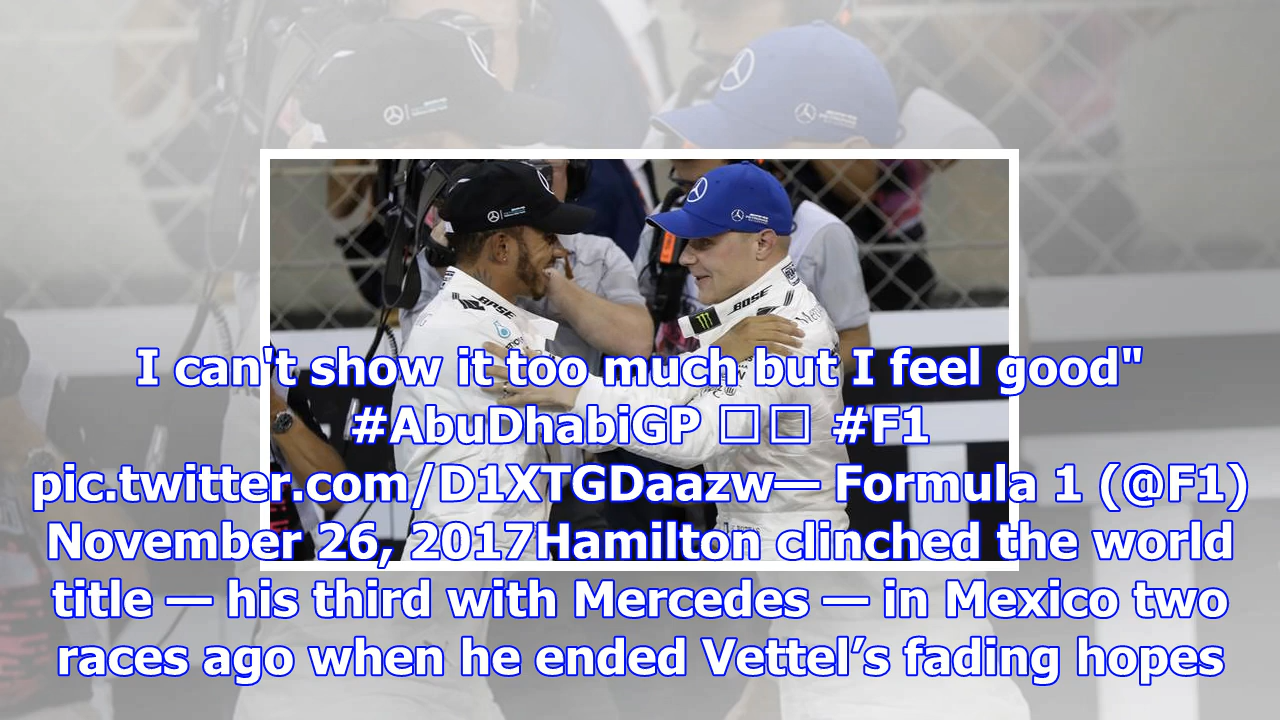 BOSE
BOSE
I can't show it too much but I feel good"
#AbuDhabiGP □□ #F1
pic.twitter.com/D1XTGDaazw— Formula 1 (@F1)
November 26, 2017Hamilton clinched the world
title — his third with Mercedes — in Mexico two
races ago when he ended Vettel’s fading hopes